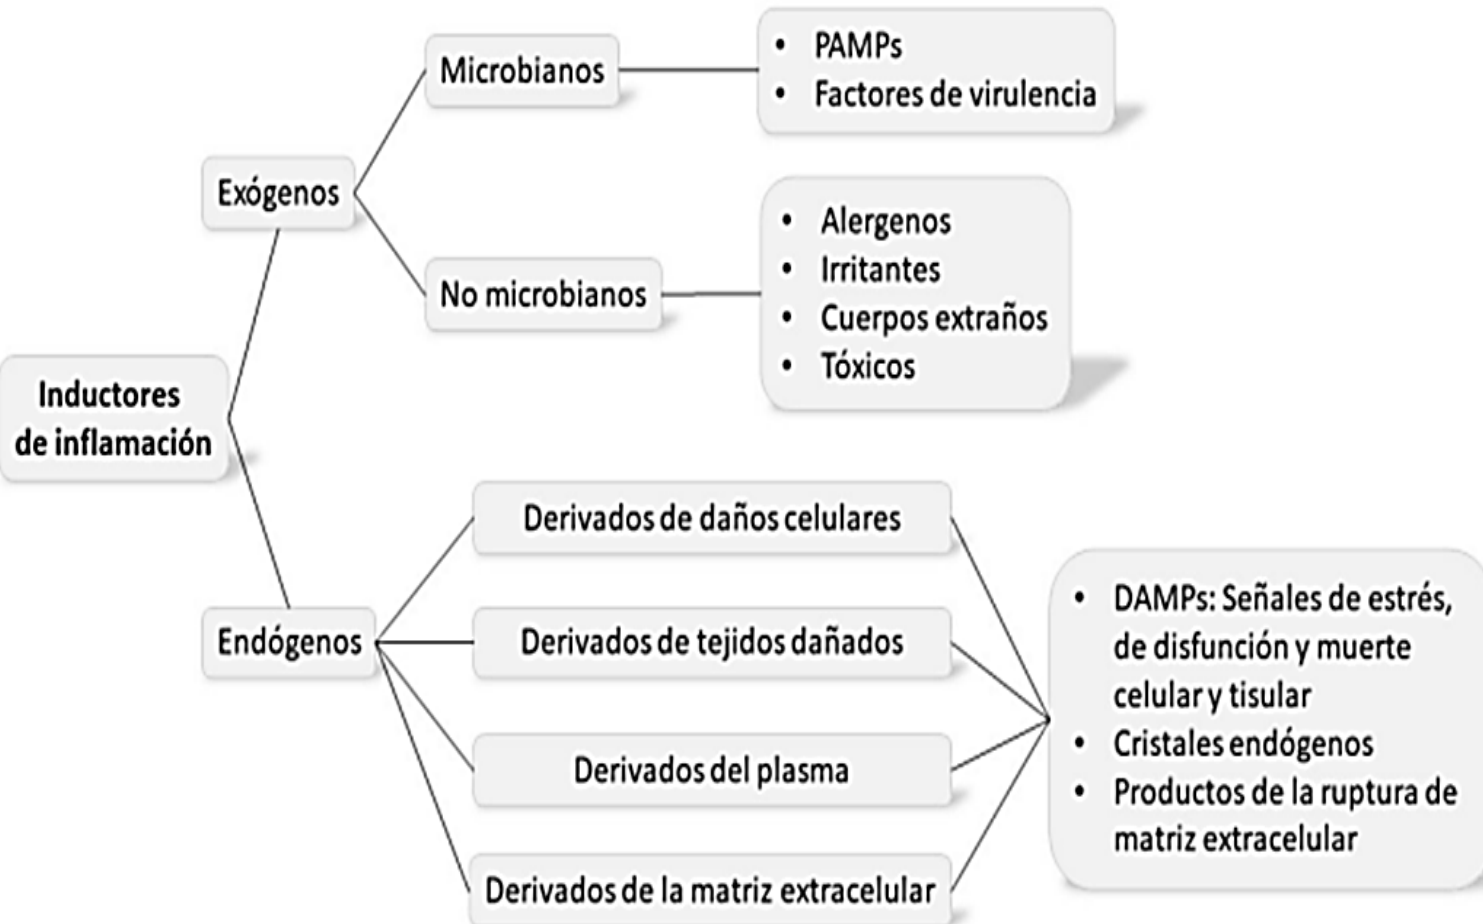 Inductores
de inflamación
Exógenos
Microbianos
• PAMPs
• Factores de virulencia
No microbianos
• Alergenos
• Irritantes
• Cuerpos extraños
• Tóxicos
Endógenos
Derivados de daños celulares
Derivados de tejidos dañados
Derivados del plasma
Derivados de la matriz extracelular
• DAMPs: Señales de estrés,
de disfunción y muerte
celular y tisular
• Cristales endógenos
• Productos de la ruptura de
matriz extracelular